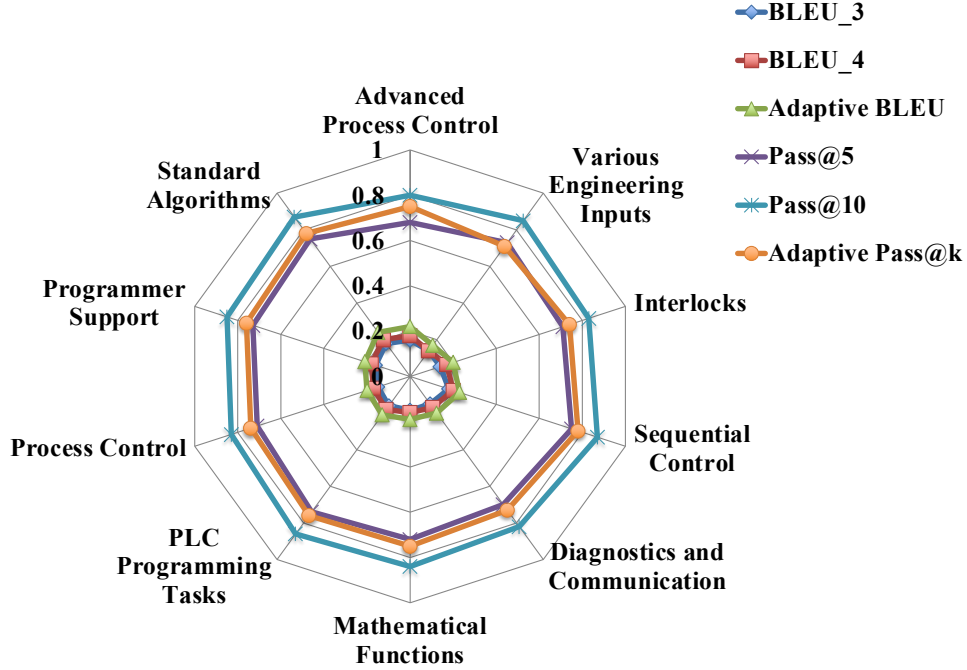 BLEU_3
BLEU_4
Adaptive BLEU
Pass@5
Pass@10
Adaptive Pass@k
Advanced
Process Control
Various
Engineering
Inputs
Interlocks
Sequential
Control
Diagnostics and
Communication
Mathematical
Functions
PLC
Programming
Tasks
Process Control
Programmer
Support
Standard
Algorithms
1
0.8
0.6
0.4
0.2
0